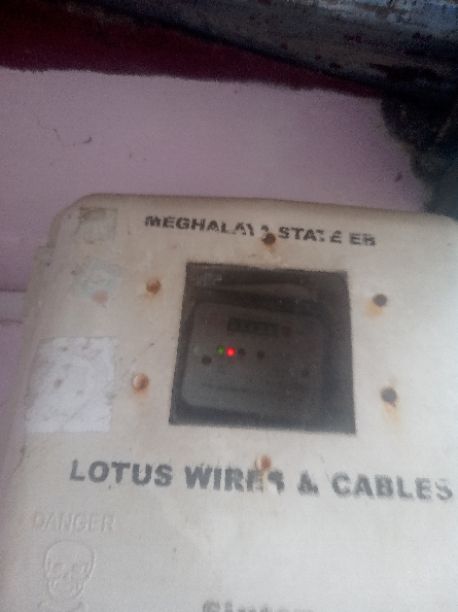 MEGHALAYA STATE EB
LOTUS WIRES & CABLES
DANGER